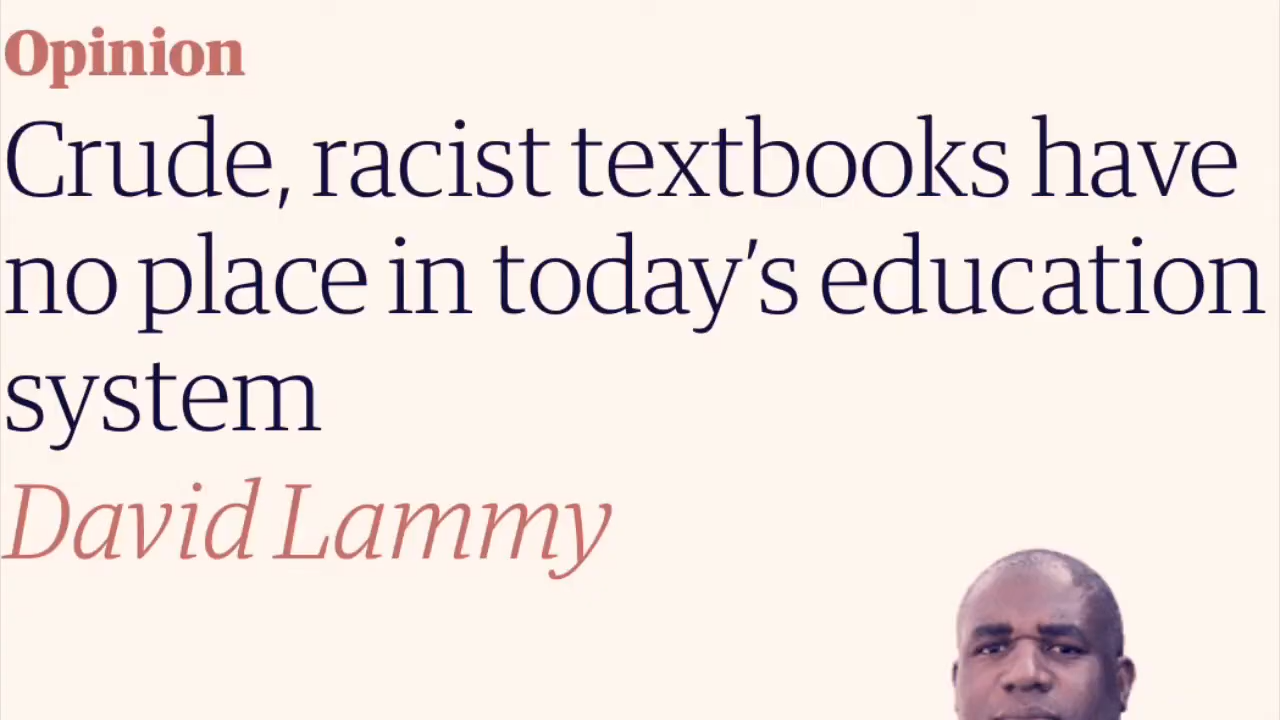 Opinion
Crude, racist textbooks have
no place in today’s education
system
David Lammy